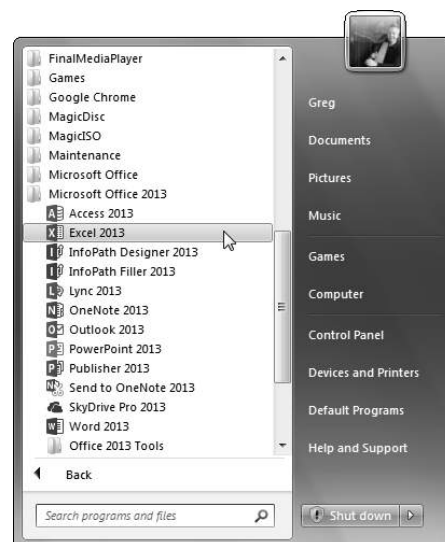 FinalMediaPlayer
Games
Google Chrome
MagicDisc
MagicISO
Maintenance
Microsoft Office
Microsoft Office 2013
Access 2013
Excel 2013
InfoPath Designer 2013
InfoPath Filler 2013
Lync 2013
OneNote 2013
Outlook 2013
PowerPoint 2013
Publisher 2013
Send to OneNote 2013
SkyDrive Pro 2013
Word 2013
Office 2013 Tools
Back
Search programs and files
Greg
Documents
Pictures
Music
Games
Computer
Control Panel
Devices and Printers
Default Programs
Help and Support
Shut down